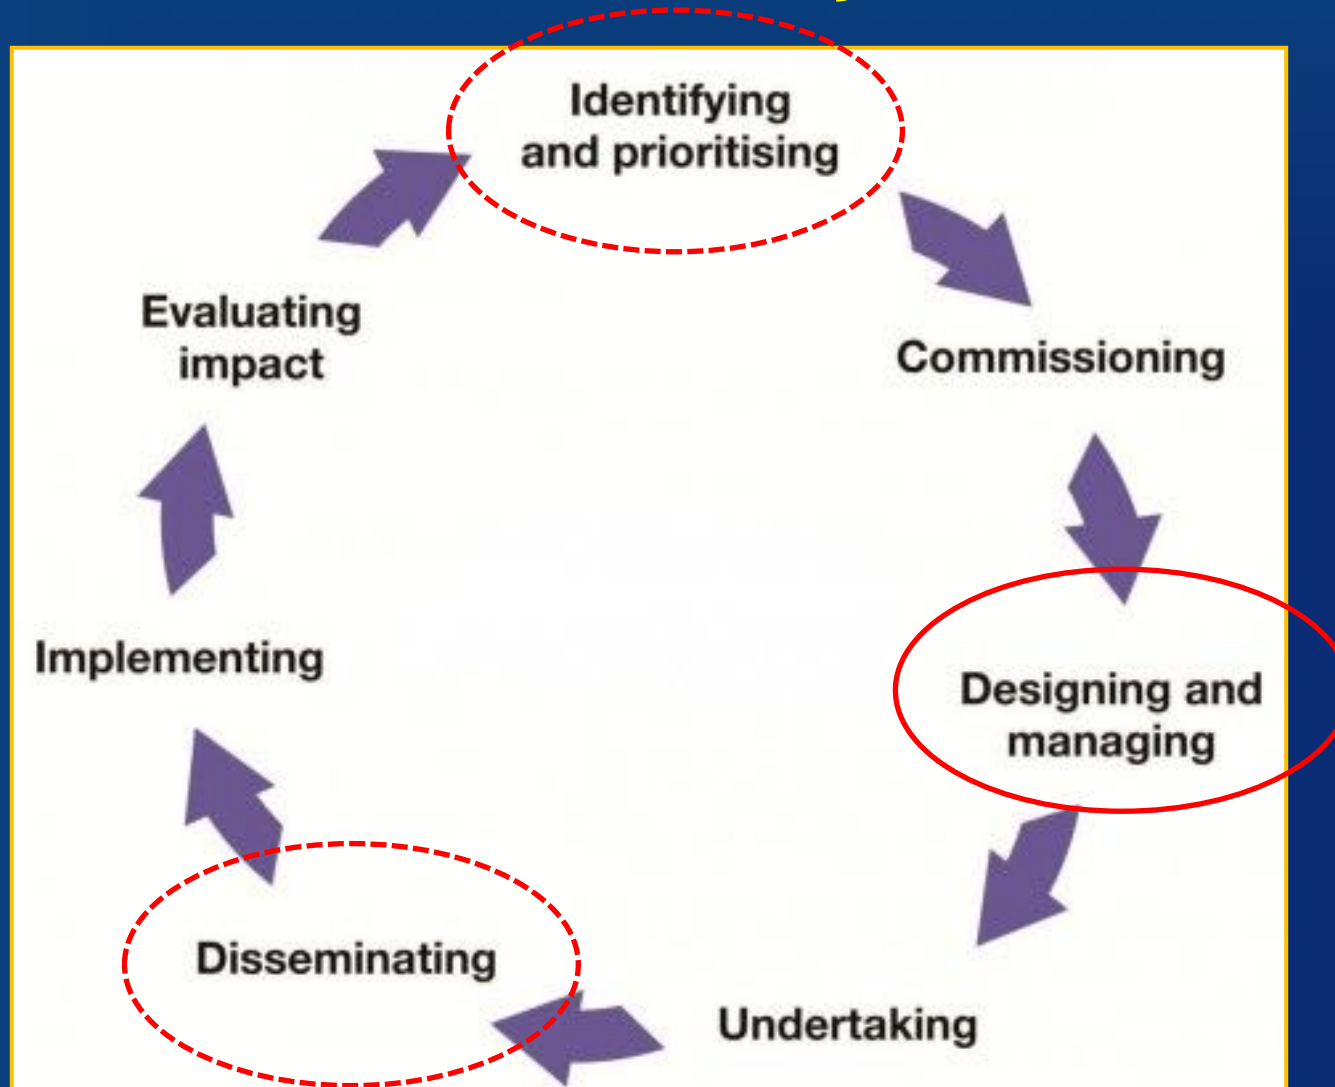 Identifying
and prioritising
Commissioning
Designing and
managing
Undertaking
Disseminating
Implementing
Evaluating
impact